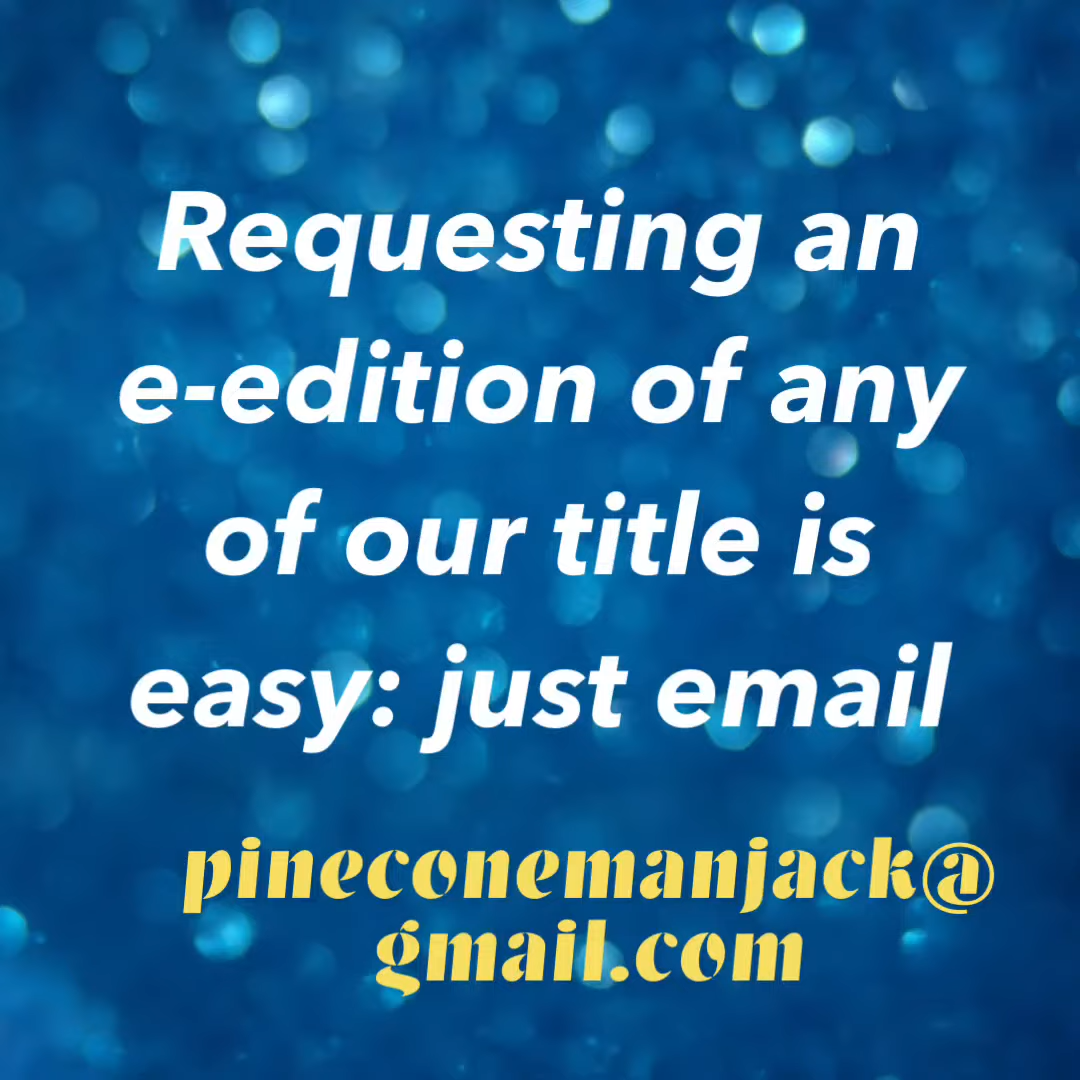 Requesting an
e-edition of any
of our title is
easy: just email
pineconemanjack@
gmail.com